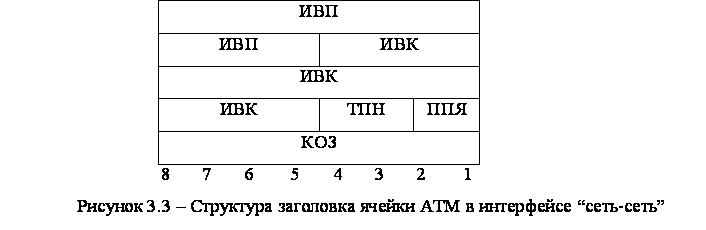 ИВП
ИВП ИВК
ИВК
ИВК ТПН ППЯ
КОЗ
8 7 6 5 4 3 2 1
Рисунок 3.3 – Структура заголовка ячейки АТМ в интерфейсе “сеть-сеть”